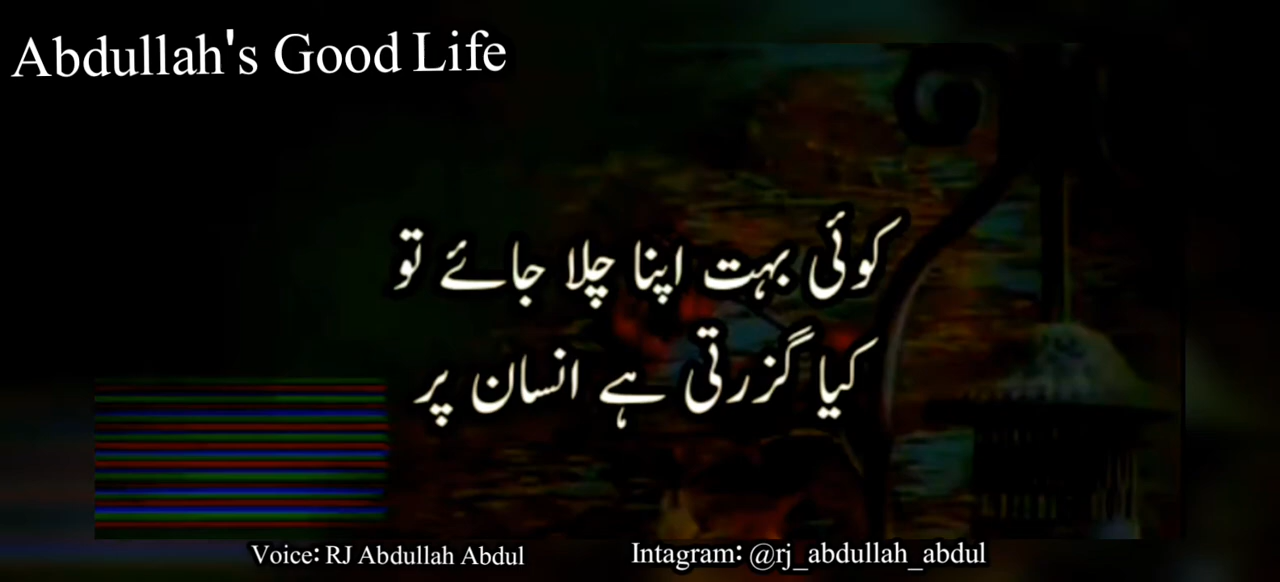 Abdullah's Good Life
کوئی بہت اپنا چلا جائے تو
کیا گزرتی ہے انسان پر
Voice: RJ Abdullah Abdul
Intagram: @rj_abdullah_abdul